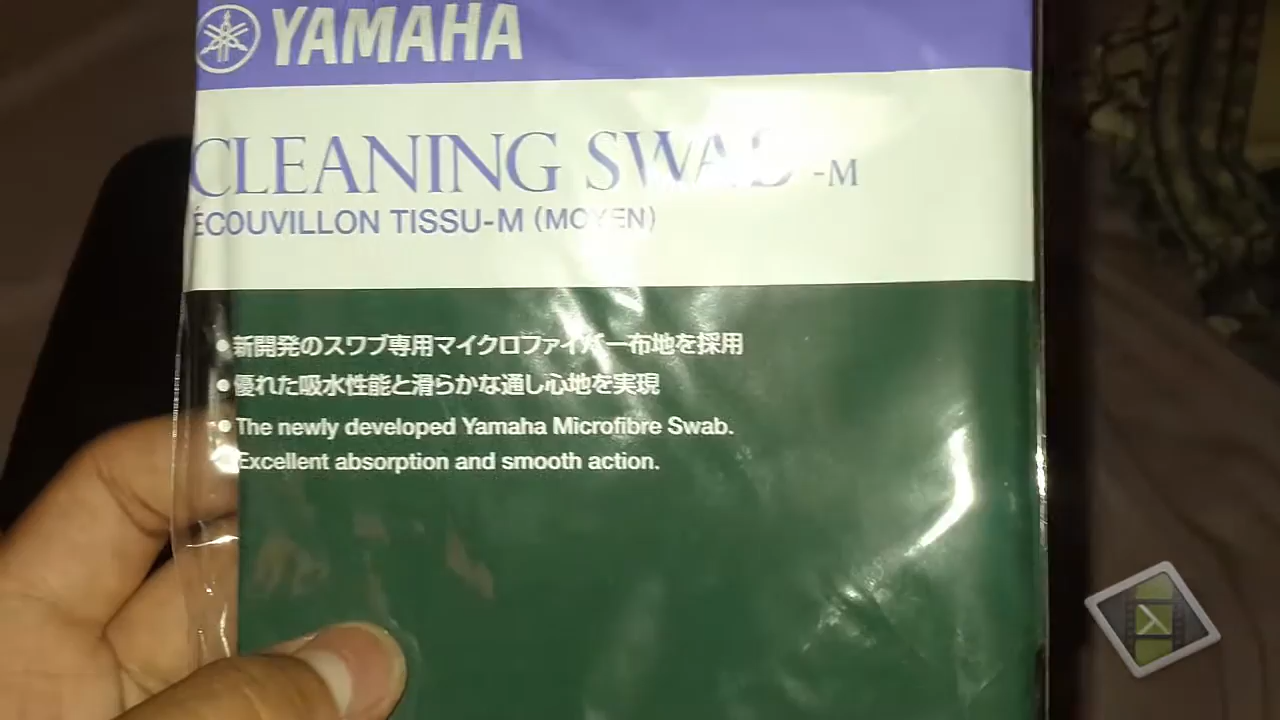 YAMAHA
CLEANING SWAB -M
ÉCOUVILLON TISSU-M (MOYEN)
●新開発のスワブ専用マイクロファイバー布地を採用
●優れた吸水性能と滑らかな通し心地を実現
●The newly developed Yamaha Microfibre Swab.
Excellent absorption and smooth action.